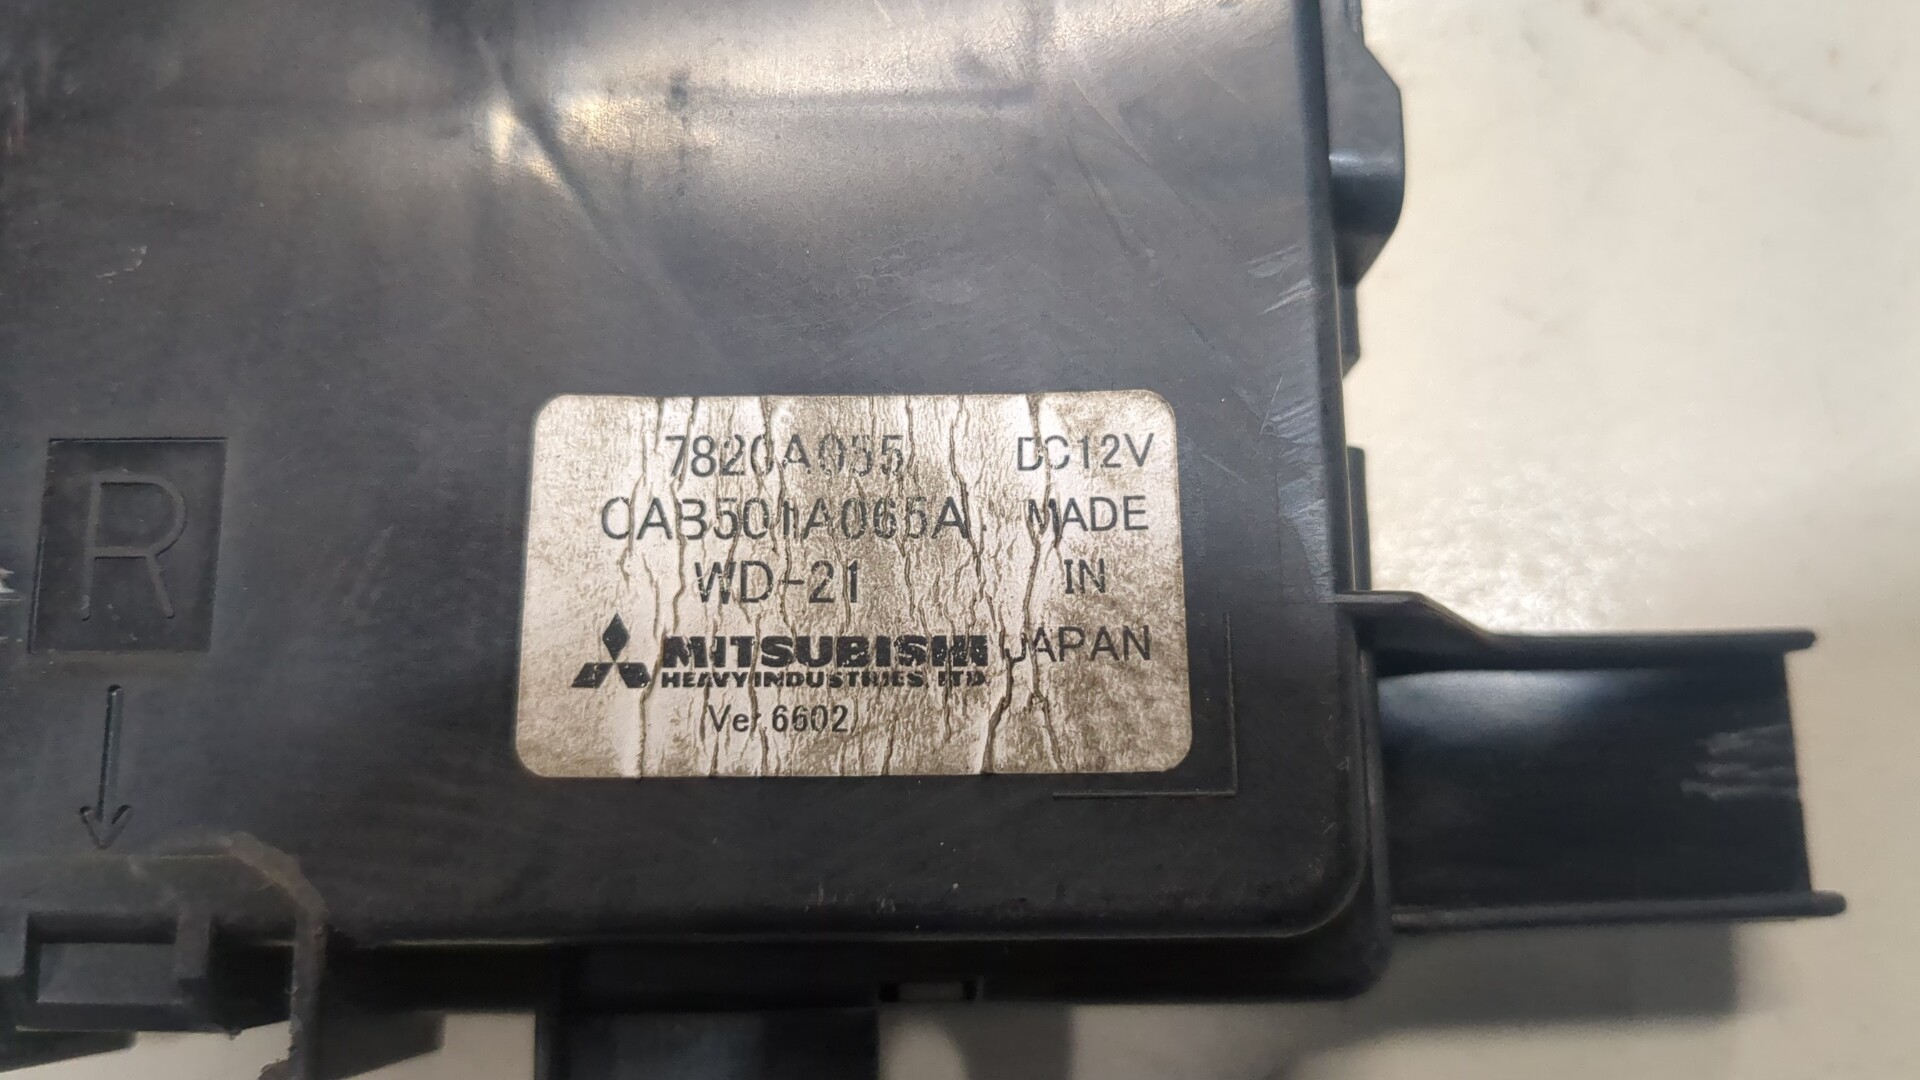 R
7820A055 DC12V
CAB501A065A MADE
WD-21 IN
MITSUBISHI JAPAN
HEAVY INDUSTRIES, LTD.
Ver.6602